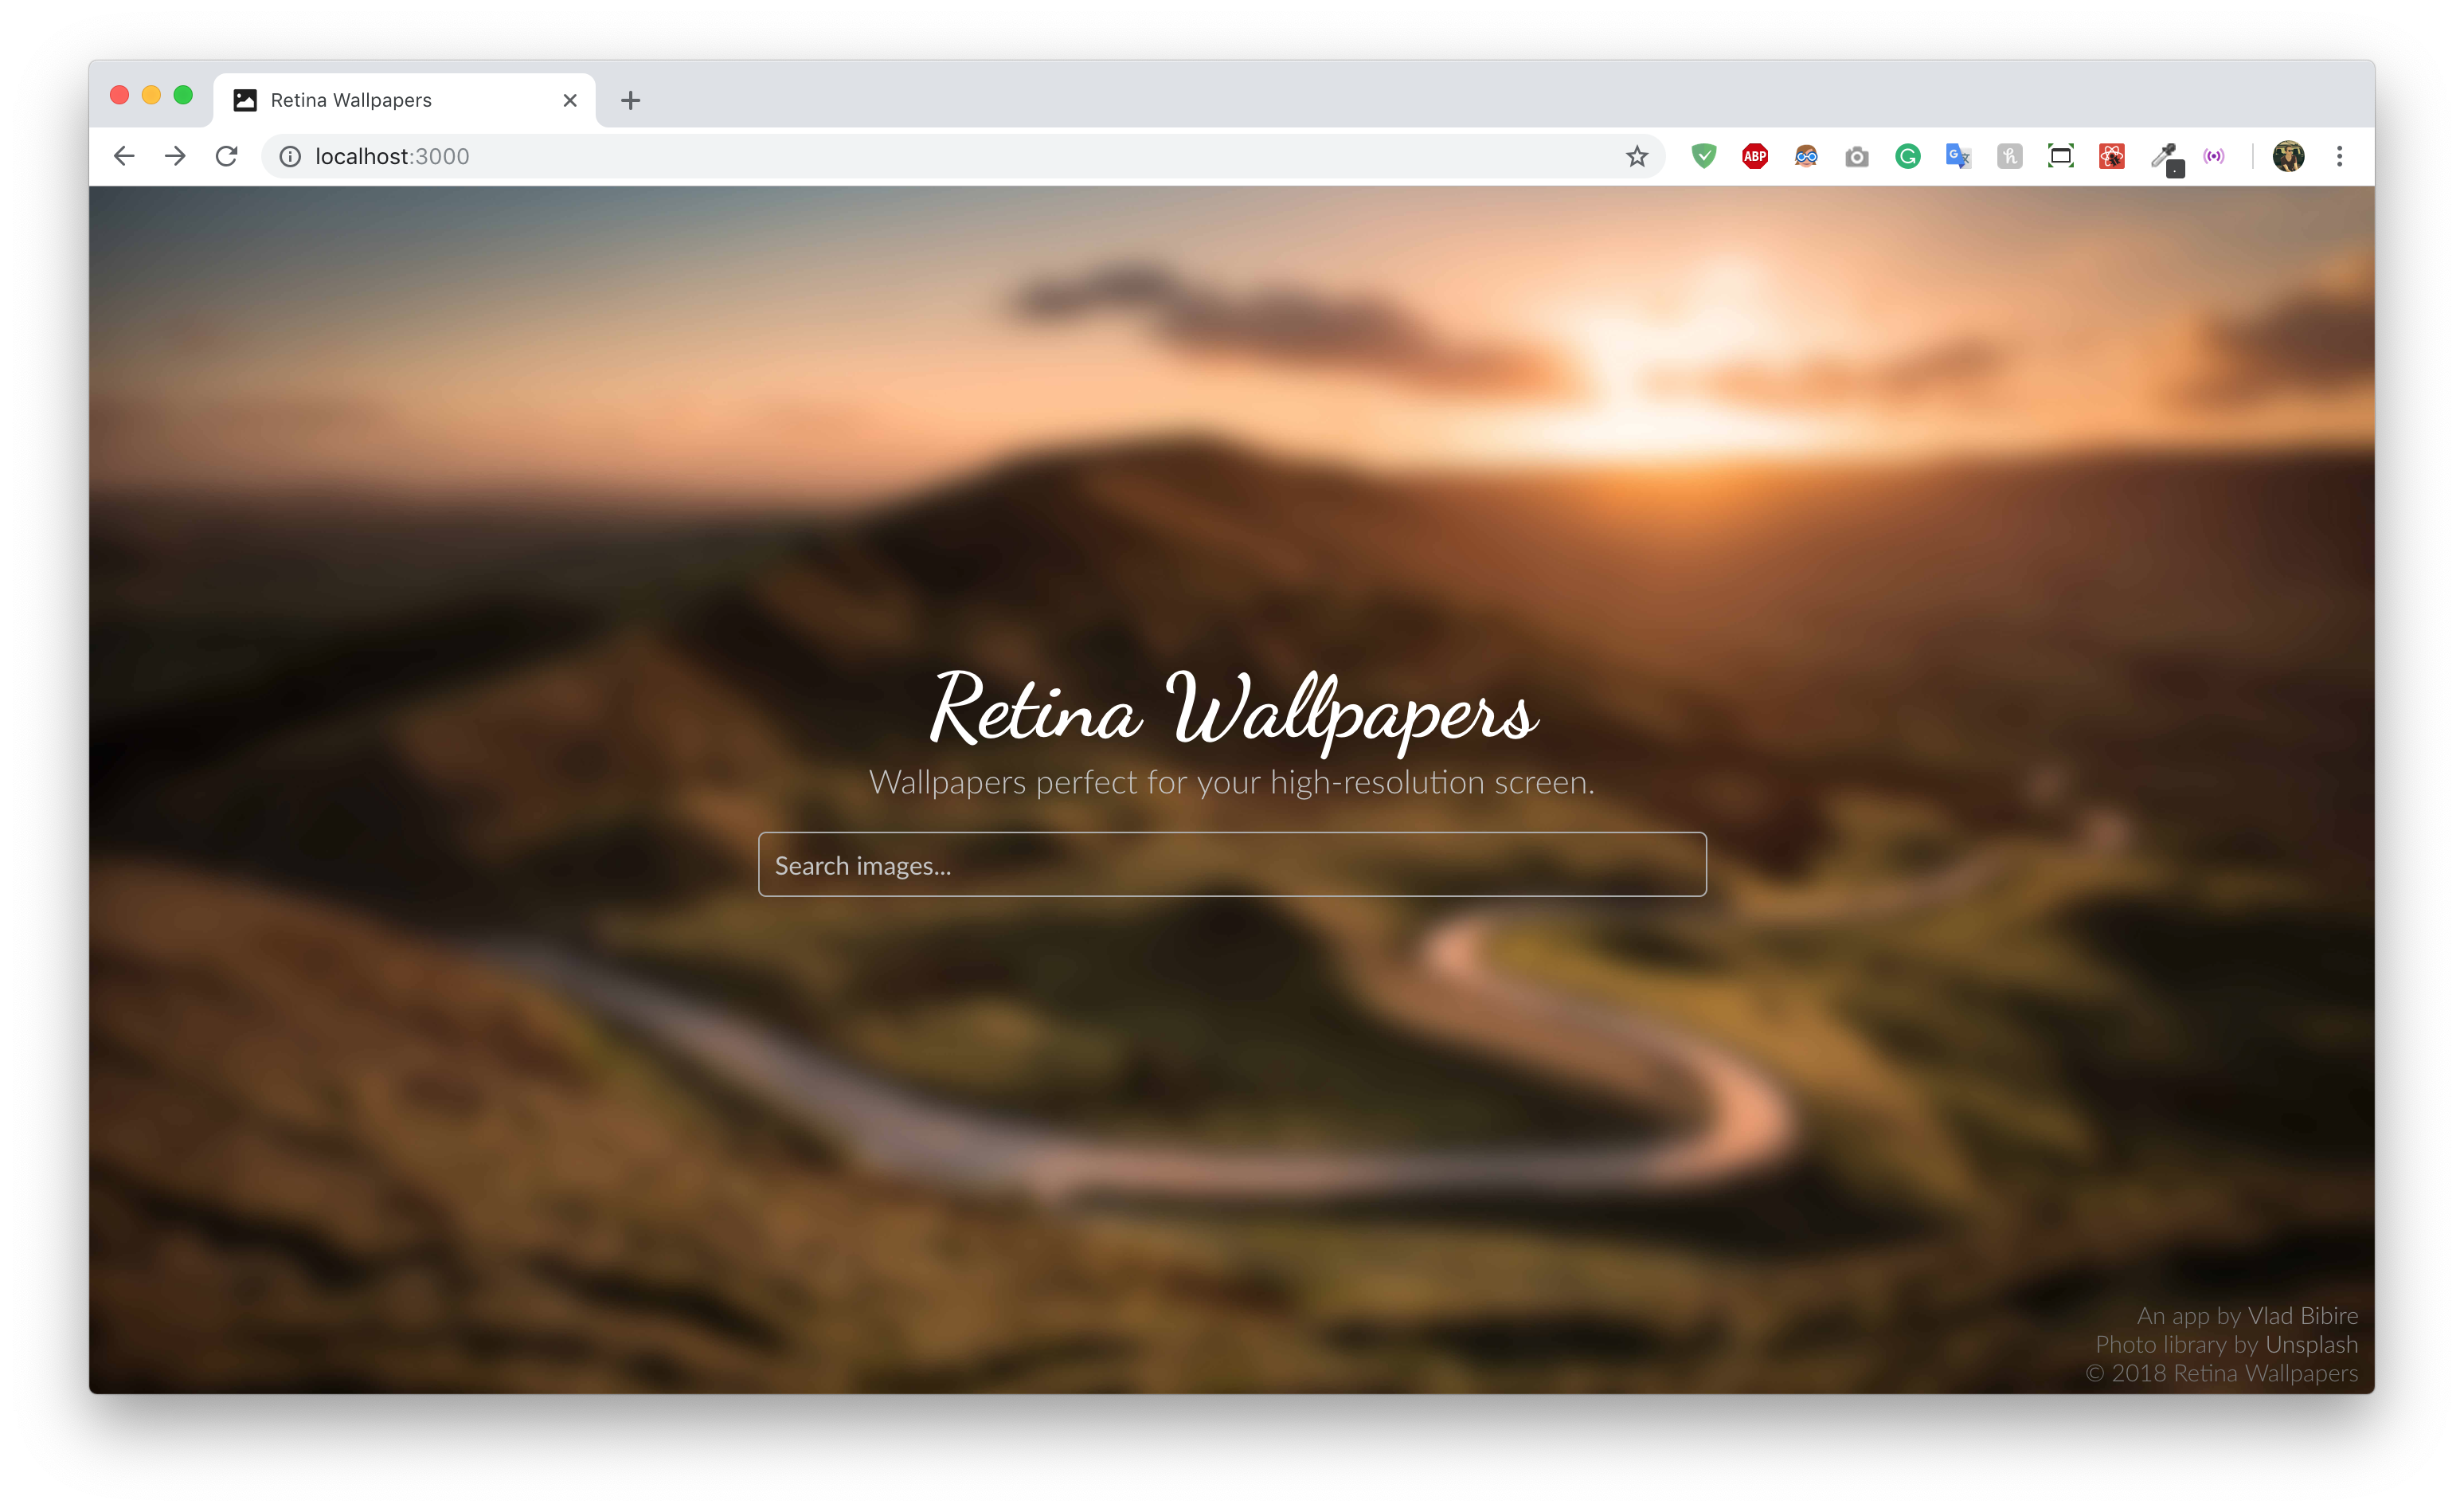 Retina Wallpapers
localhost:3000
ABP
Retina Wallpapers
Wallpapers perfect for your high-resolution screen.
Search images...
An app by Vlad Bibire
Photo library by Unsplash
© 2018 Retina Wallpapers